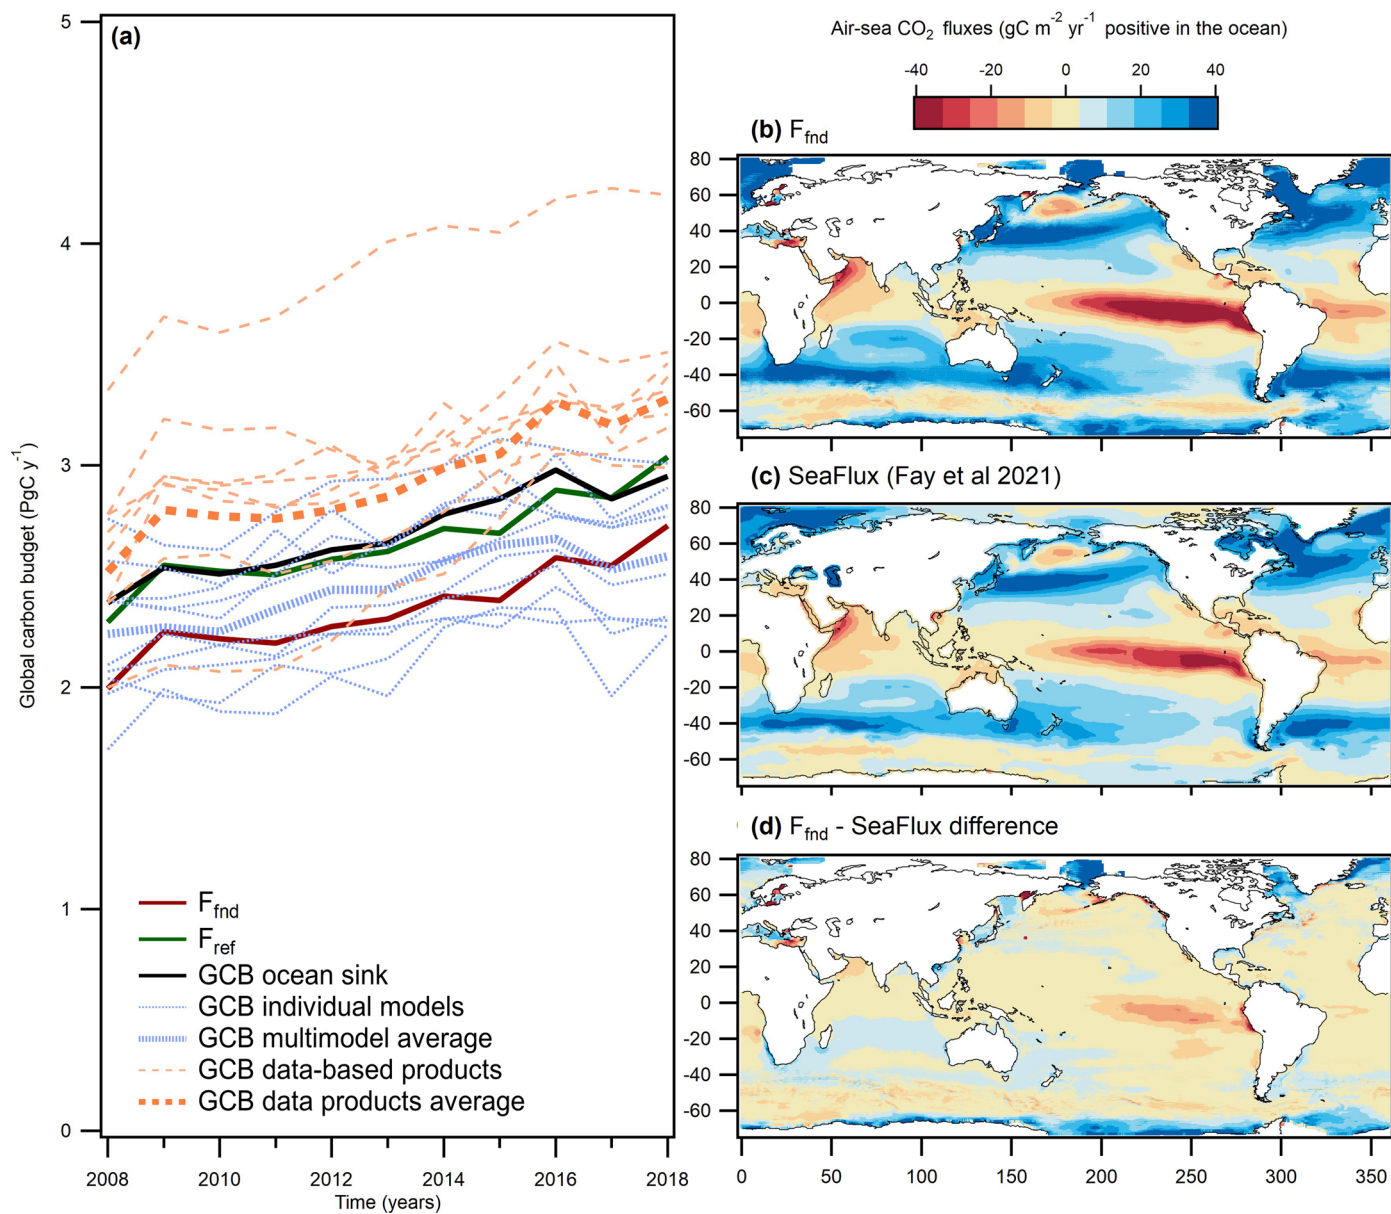 (a)
Global carbon budget (PgC y⁻¹)
5
4
3
2
1
0
F_fnd
F_ref
GCB ocean sink
GCB individual models
GCB multimodel average
GCB data-based products
GCB data products average
2008 2010 2012 2014 2016 2018
Time (years)
Air-sea CO₂ fluxes (gC m⁻² yr⁻¹ positive in the ocean)
-40 -20 0 20 40
(b) F_fnd
80
60
40
20
0
-20
-40
-60
(c) SeaFlux (Fay et al 2021)
80
60
40
20
0
-20
-40
-60
(d) F_fnd - SeaFlux difference
80
60
40
20
0
-20
-40
-60
0 50 100 150 200 250 300 350